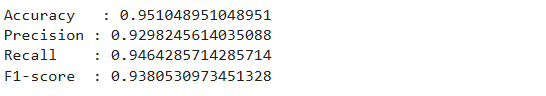 Accuracy   : 0.951048951048951
Precision : 0.9298245614035088
Recall    : 0.9464285714285714
F1-score  : 0.9380530973451328